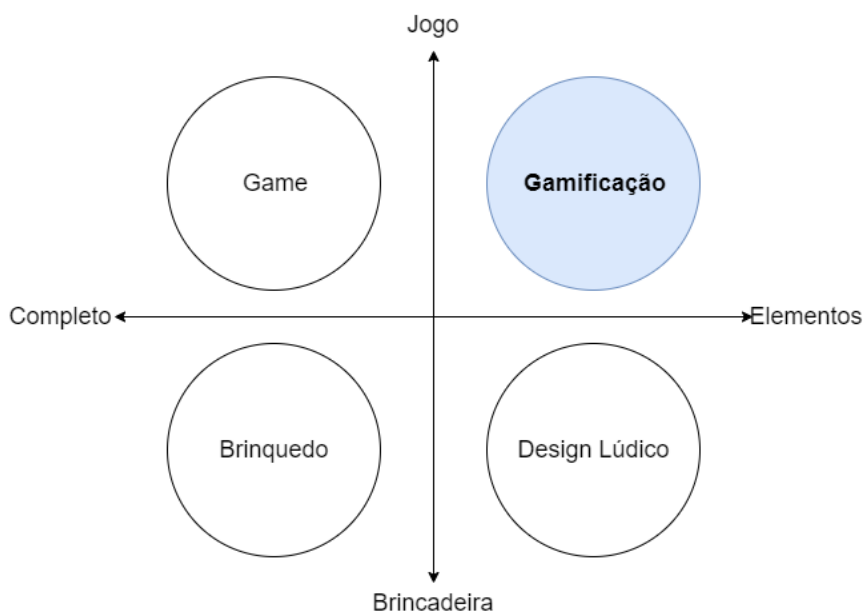 Jogo
Game
Gamificação
Completo
Elementos
Brinquedo
Design Lúdico
Brincadeira